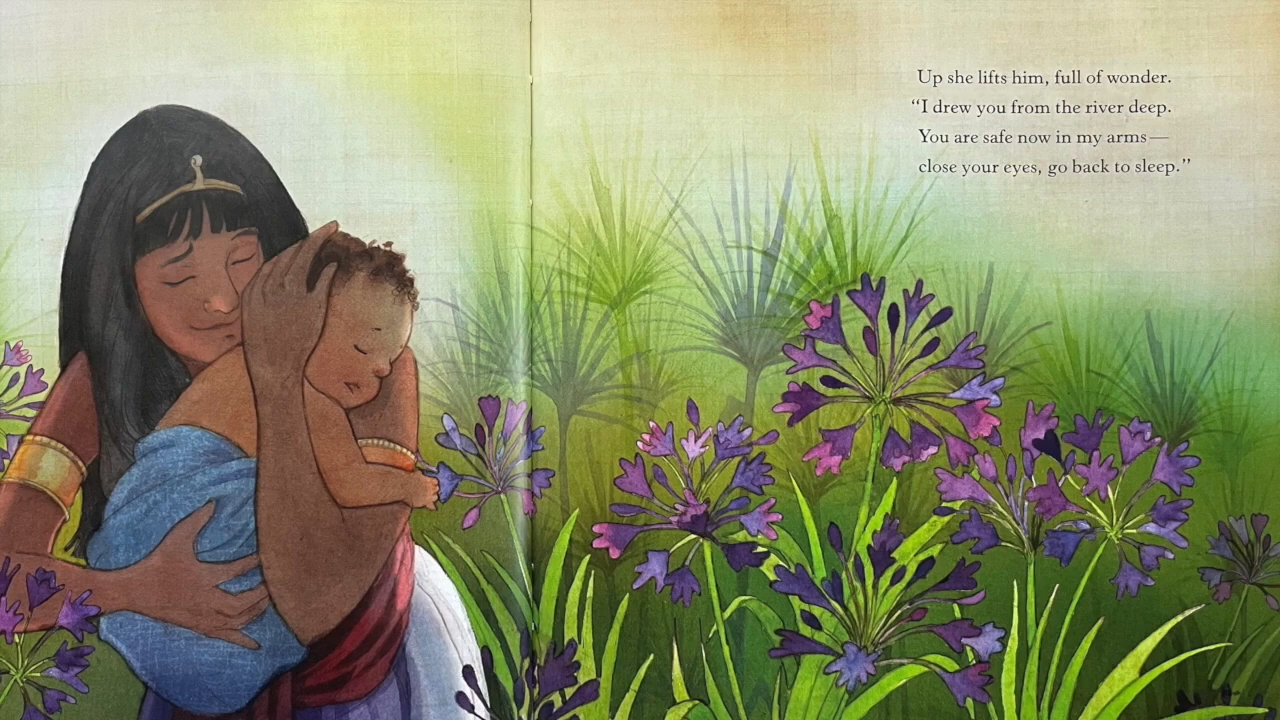 Up she lifts him, full of wonder.
“I drew you from the river deep.
You are safe now in my arms—
close your eyes, go back to sleep.”